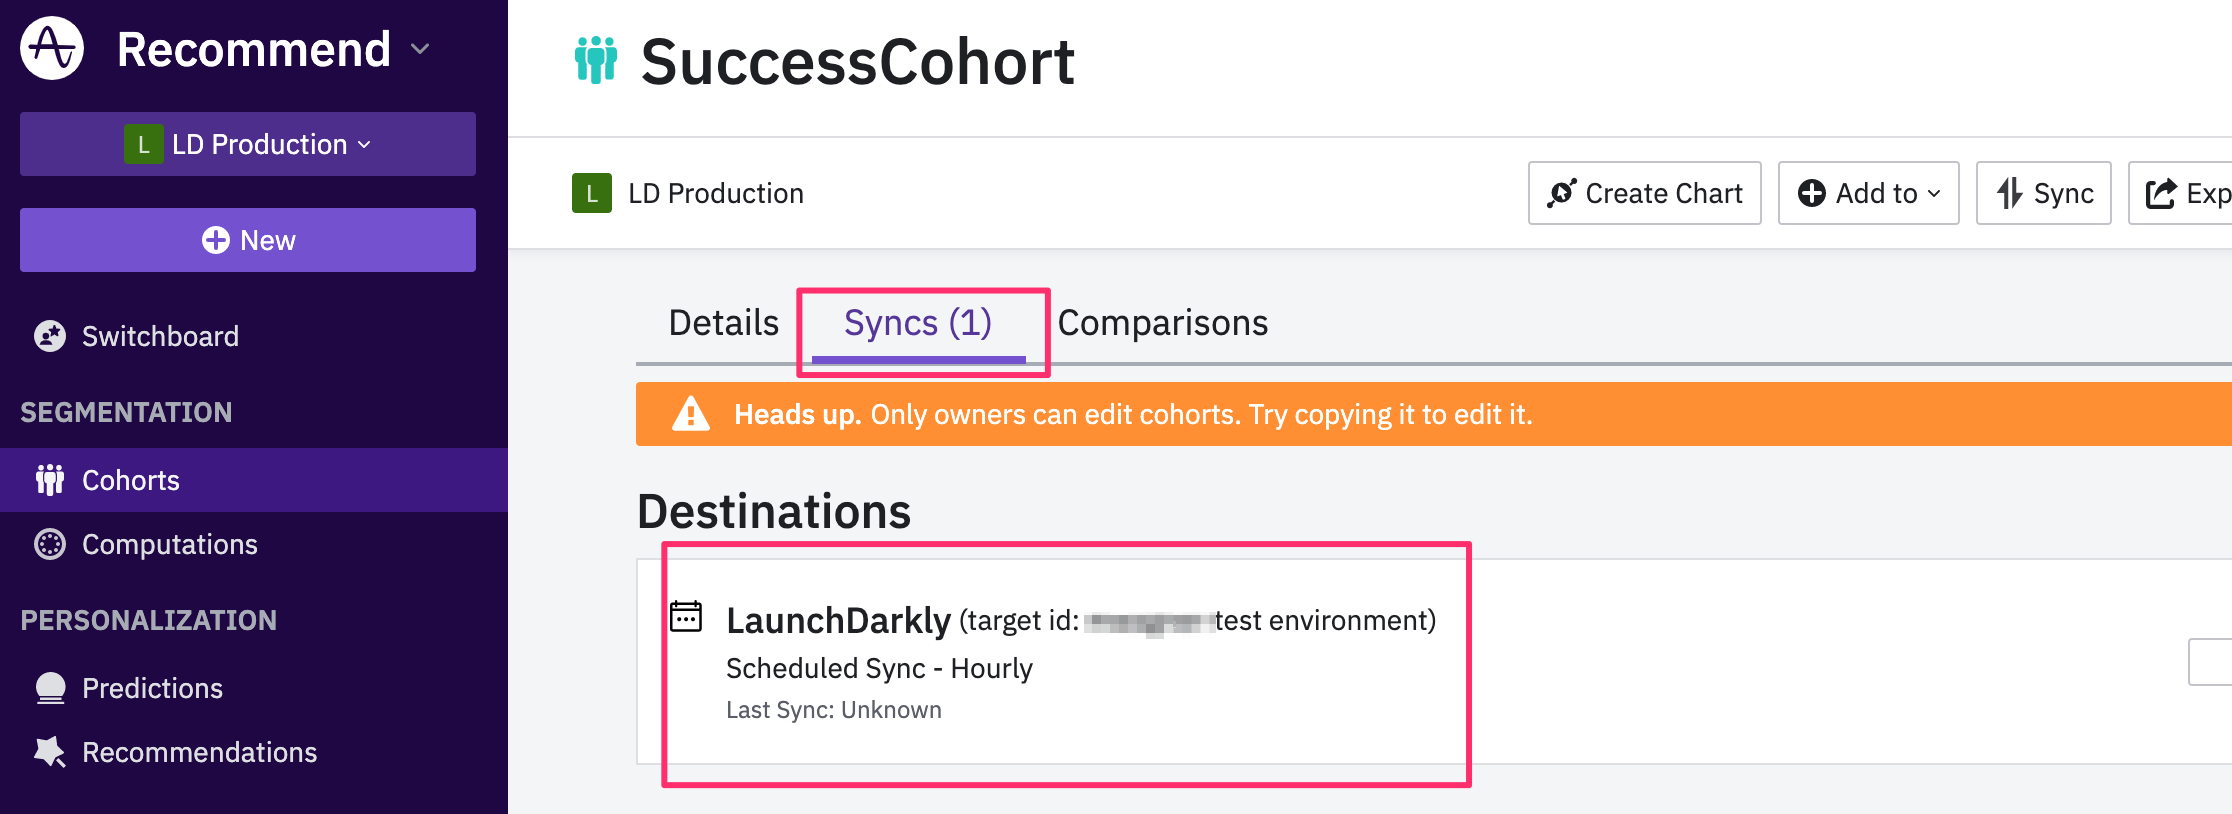 Recommend
L LD Production
New
Switchboard
SEGMENTATION
Cohorts
Computations
PERSONALIZATION
Predictions
Recommendations
SuccessCohort
L LD Production
Create Chart
Add to
Sync
Exp
Details
Syncs (1)
Comparisons
Heads up. Only owners can edit cohorts. Try copying it to edit it.
Destinations
LaunchDarkly (target id: test environment)
Scheduled Sync - Hourly
Last Sync: Unknown